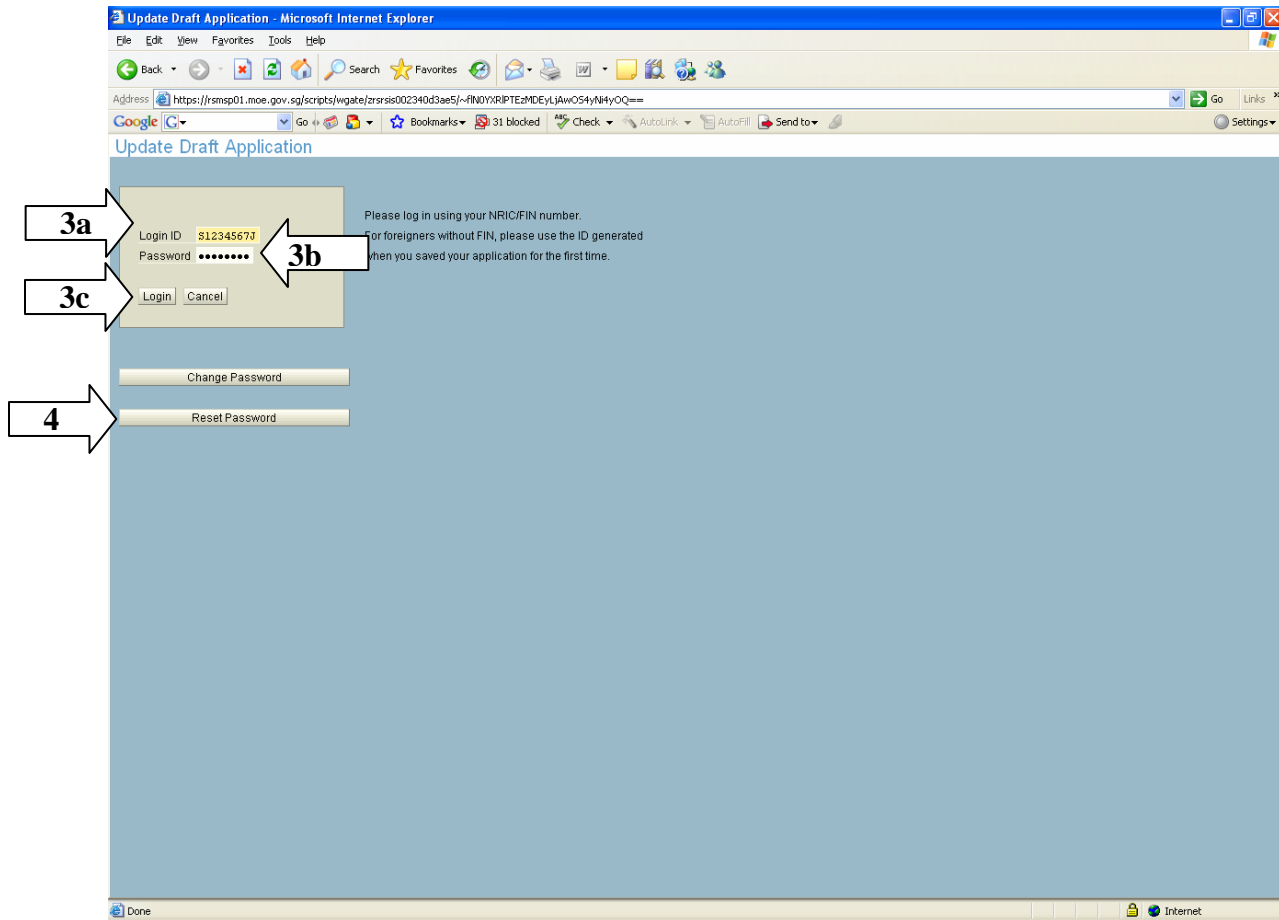 Update Draft Application - Microsoft Internet Explorer
File Edit View Favorites Tools Help
Back Search Favorites
Address https://rsmsp01.moe.gov.sg/scripts/wgate/zrsrsis002340d3ae5/~flN0YXRlPTEzMDEyLjAwOS4yNi4yOQ== Go Links »
Google G Go Bookmarks 31 blocked ABC Check AutoLink AutoFill Send to Settings
Update Draft Application
3a
Login ID S1234567J
Password ●●●●●●●●
3b
3c
Login Cancel
Please log in using your NRIC/FIN number.
For foreigners without FIN, please use the ID generated
when you saved your application for the first time.
Change Password
4
Reset Password
Done Internet